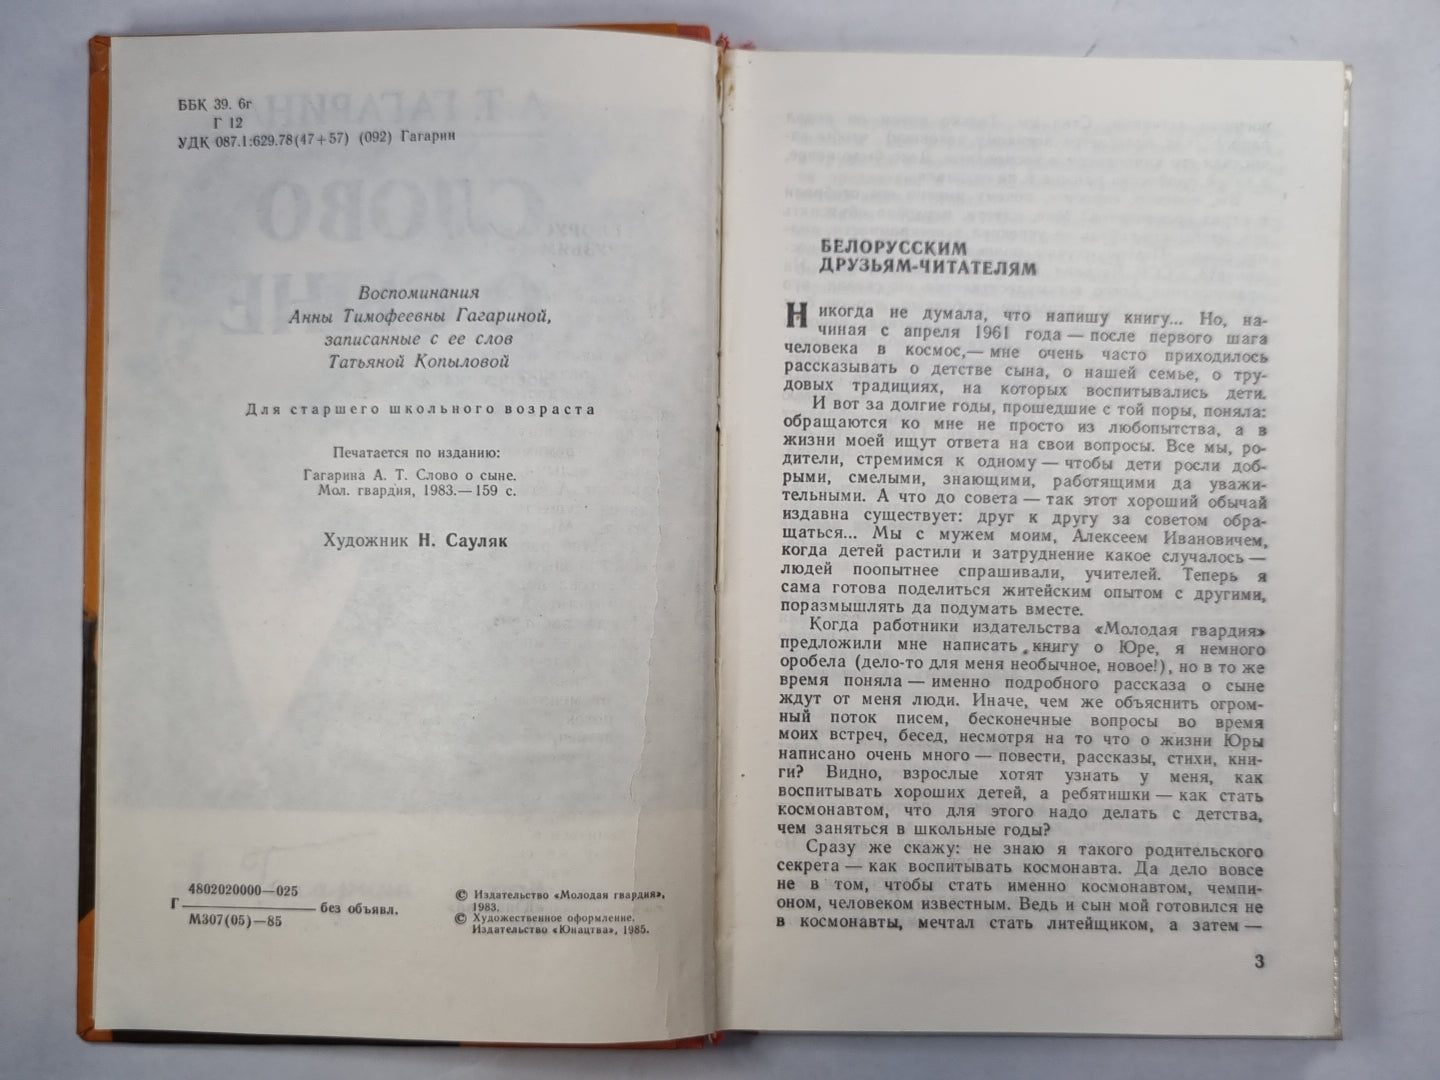 ББК 39. 6г
Г 12
УДК 087.1:629.78(47+57) (092) Гагарин
Воспоминания
Анны Тимофеевны Гагариной,
записанные с ее слов
Татьяной Копыловой
Для старшего школьного возраста
Печатается по изданию:
Гагарина А. Т. Слово о сыне.
Мол. гвардия, 1983.— 159 с.
Художник Н. Сауляк
4802020000—025
Г ———— без объявл.
М307(05)—85
© Издательство «Молодая гвардия»,
1983.
© Художественное оформление.
Издательство «Юнацтва», 1985.
БЕЛОРУССКИМ
ДРУЗЬЯМ-ЧИТАТЕЛЯМ
Никогда не думала, что напишу книгу... Но, на-
чиная с апреля 1961 года — после первого шага
человека в космос,— мне очень часто приходилось
рассказывать о детстве сына, о нашей семье, о тру-
довых традициях, на которых воспитывались дети.
И вот за долгие годы, прошедшие с той поры, поняла:
обращаются ко мне не просто из любопытства, а в
жизни моей ищут ответа на свои вопросы. Все мы, ро-
дители, стремимся к одному — чтобы дети росли доб-
рыми, смелыми, знающими, работящими да уважи-
тельными. А что до совета — так этот хороший обычай
издавна существует: друг к другу за советом обра-
щаться... Мы с мужем моим, Алексеем Ивановичем,
когда детей растили и затруднение какое случалось —
людей поопытнее спрашивали, учителей. Теперь я
сама готова поделиться житейским опытом с другими,
поразмышлять да подумать вместе.
Когда работники издательства «Молодая гвардия»
предложили мне написать книгу о Юре, я немного
оробела (дело-то для меня необычное, новое!), но в то же
время поняла — именно подробного рассказа о сыне
ждут от меня люди. Иначе, чем же объяснить огром-
ный поток писем, бесконечные вопросы во время
моих встреч, бесед, несмотря на то что о жизни Юры
написано очень много — повести, рассказы, стихи, кни-
ги? Видно, взрослые хотят узнать у меня, как
воспитывать хороших детей, а ребятишки — как стать
космонавтом, что для этого надо делать с детства,
чем заняться в школьные годы?
Сразу же скажу: не знаю я такого родительского
секрета — как воспитывать космонавта. Да дело вовсе
не в том, чтобы стать именно космонавтом, чемпи-
оном, человеком известным. Ведь и сын мой готовился не
в космонавты, мечтал стать литейщиком, а затем —
3